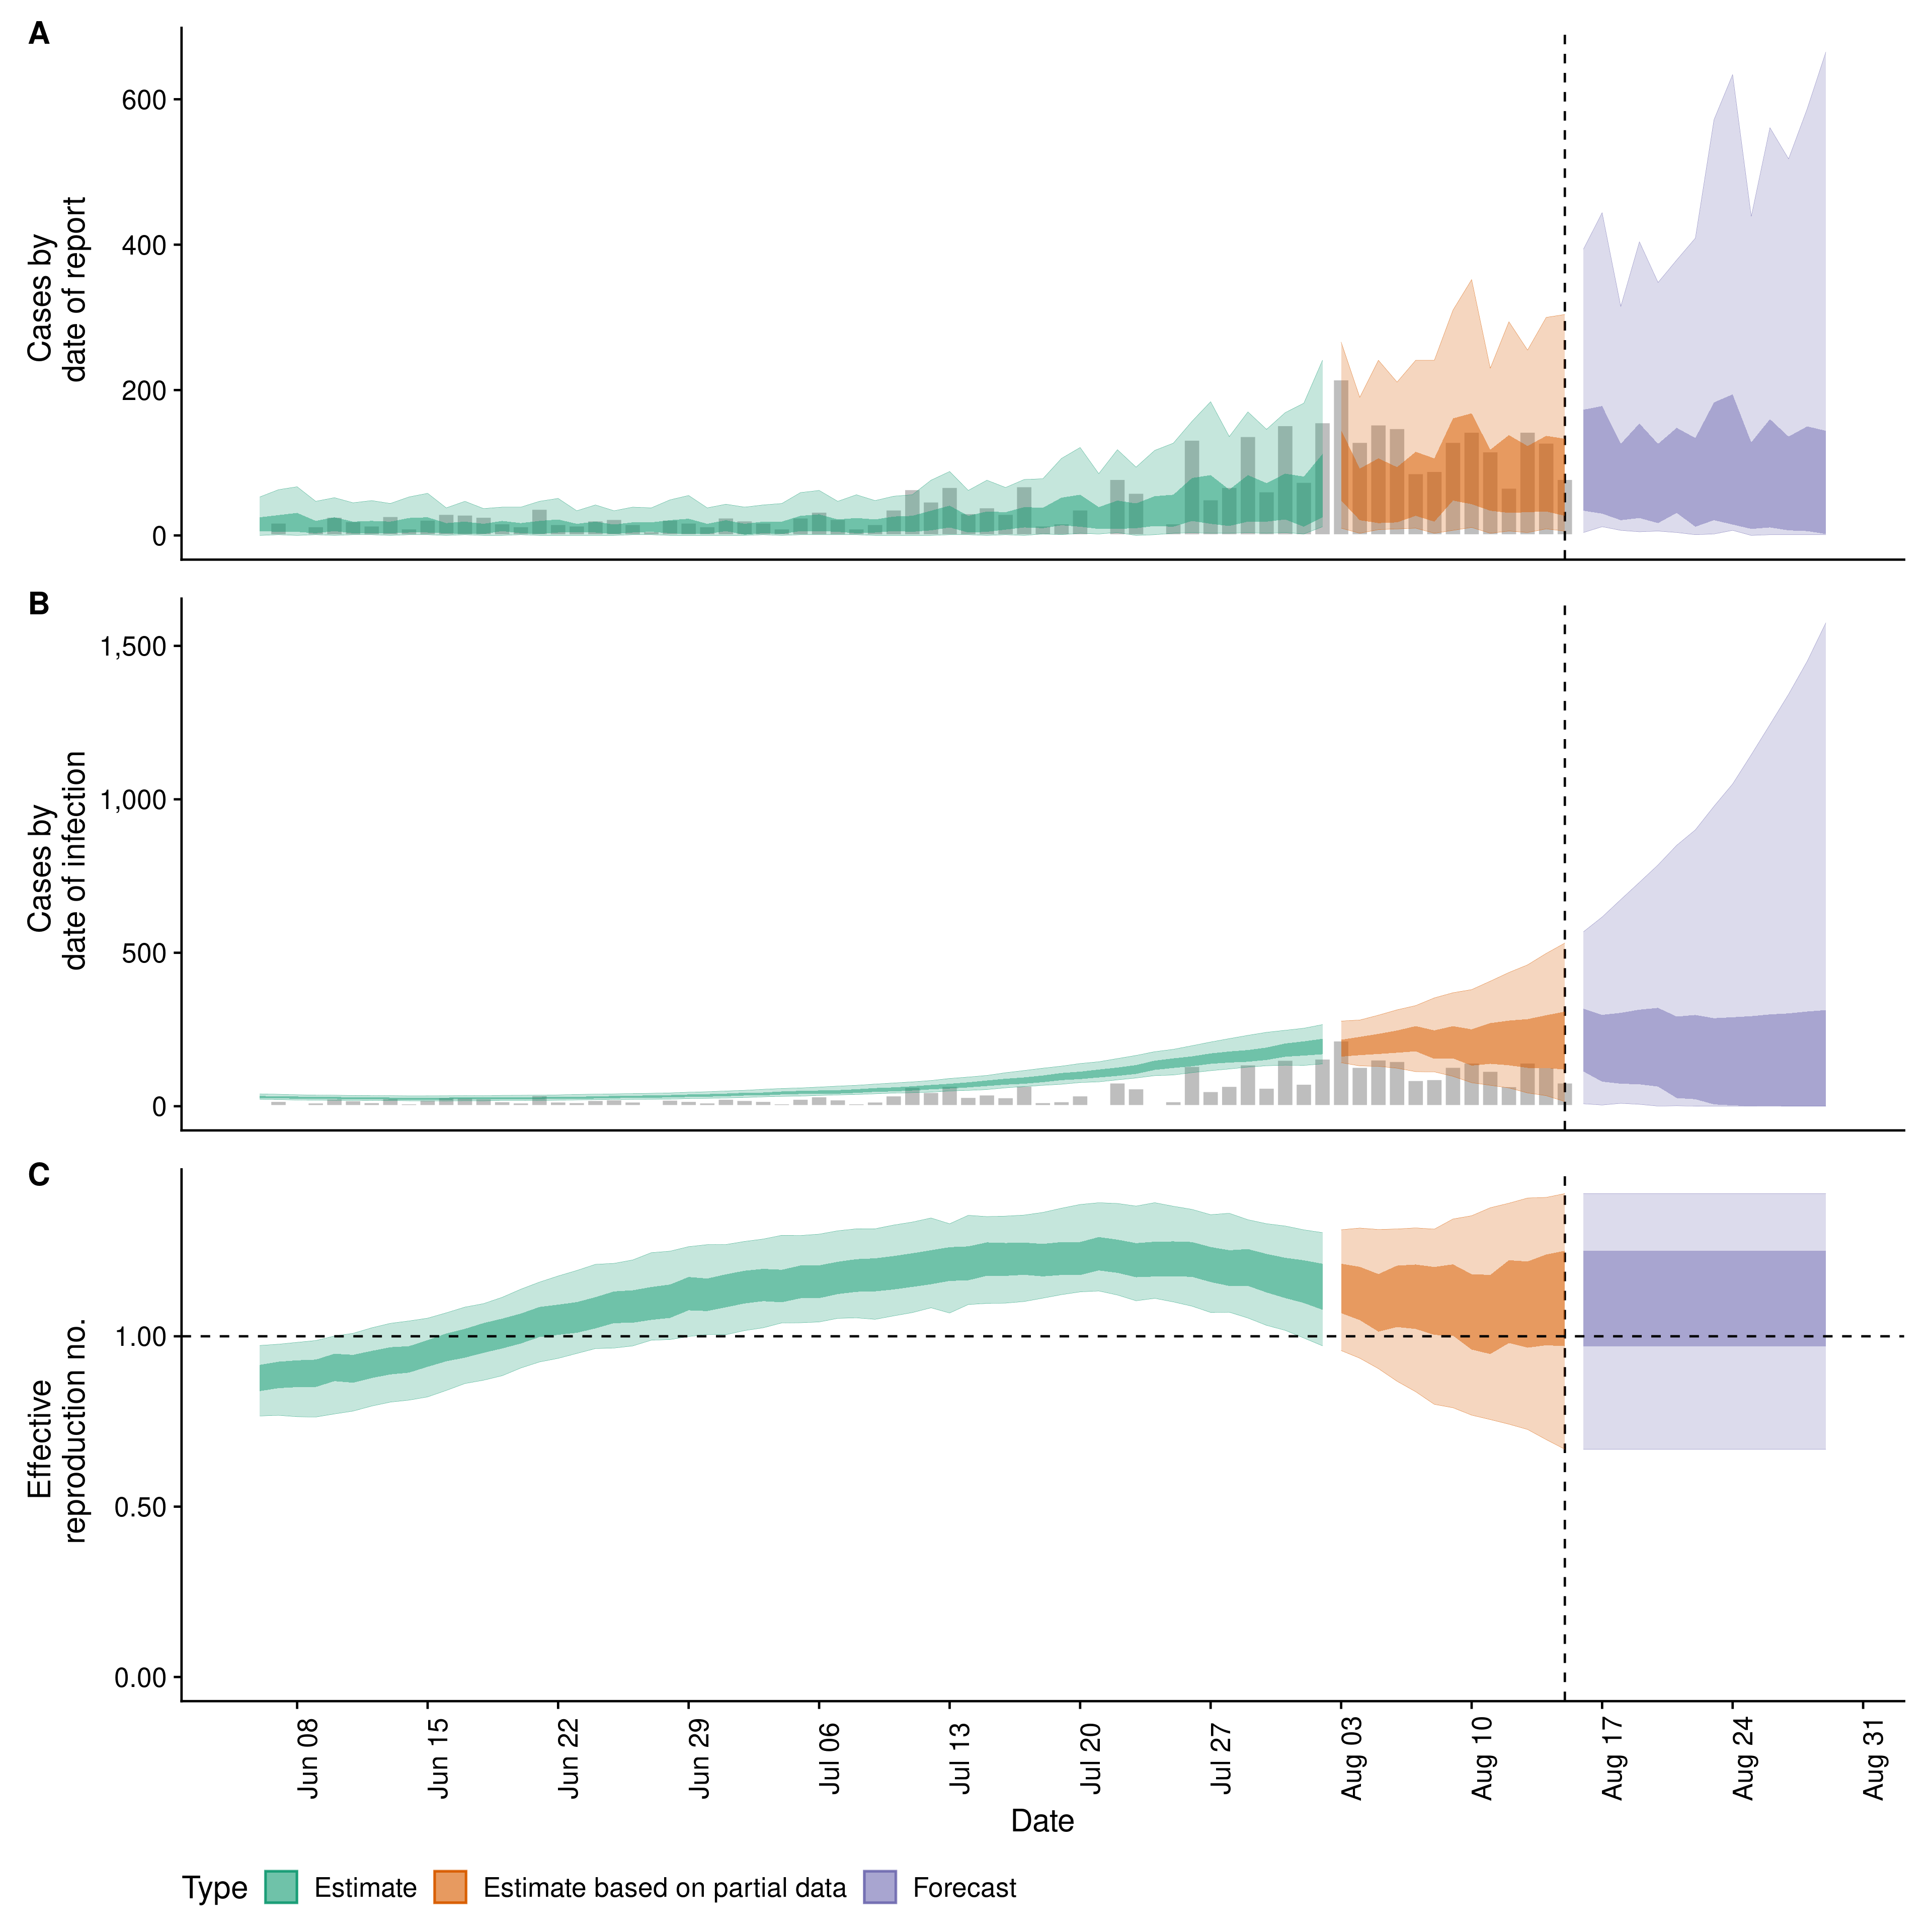 A
Cases by
date of report
600
400
200
0
B
Cases by
date of infection
1,500
1,000
500
0
C
Effective
reproduction no.
1.00
0.50
0.00
Jun 08
Jun 15
Jun 22
Jun 29
Jul 06
Jul 13
Jul 20
Jul 27
Aug 03
Aug 10
Aug 17
Aug 24
Aug 31
Date
Type Estimate Estimate based on partial data Forecast